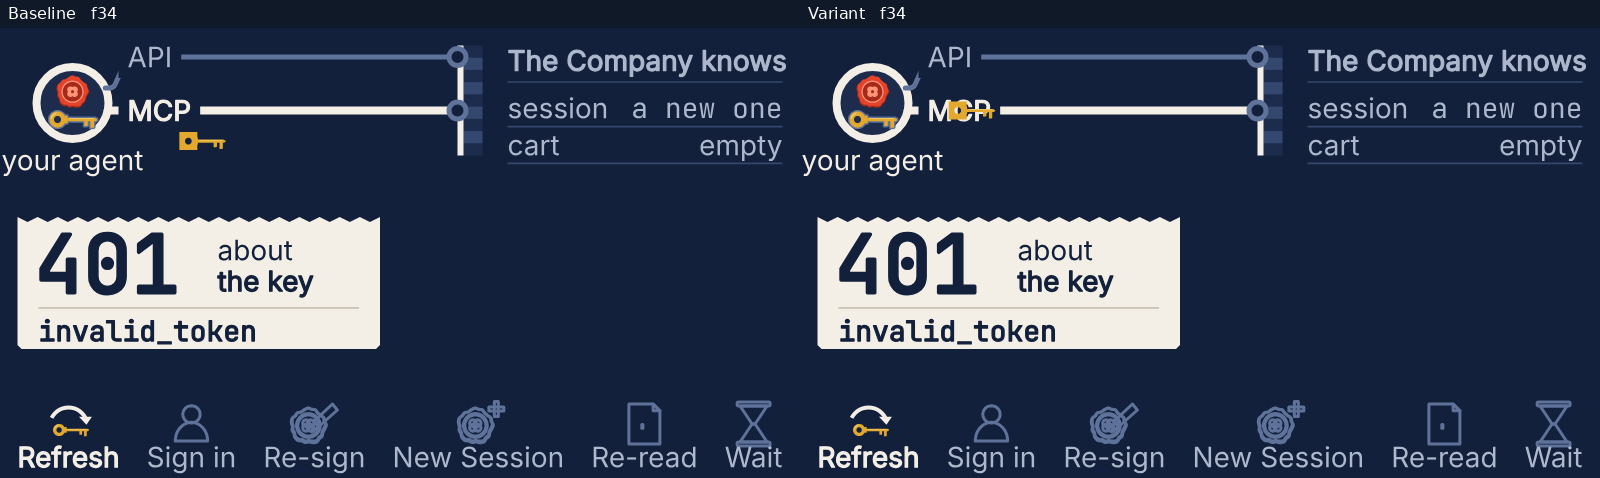 Baseline f34
API
The Company knows
MCP
session a new one
cart empty
your agent
401 about
the key
invalid_token
Refresh Sign in Re-sign New Session Re-read Wait
Variant f34
API
The Company knows
MCP
session a new one
cart empty
your agent
401 about
the key
invalid_token
Refresh Sign in Re-sign New Session Re-read Wait